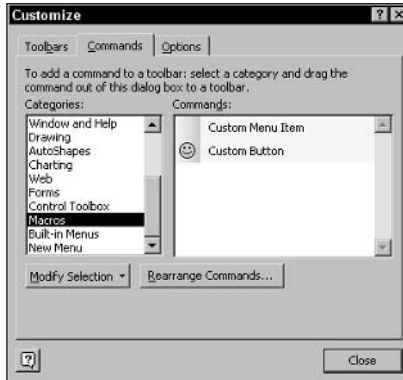 Customize
Toolbars Commands Options
To add a command to a toolbar: select a category and drag the
command out of this dialog box to a toolbar.
Categories: Commands:
Window and Help
Drawing
AutoShapes
Charting
Web
Forms
Control Toolbox
Macros
Built-in Menus
New Menu
Custom Menu Item
Custom Button
Modify Selection Rearrange Commands...
Close